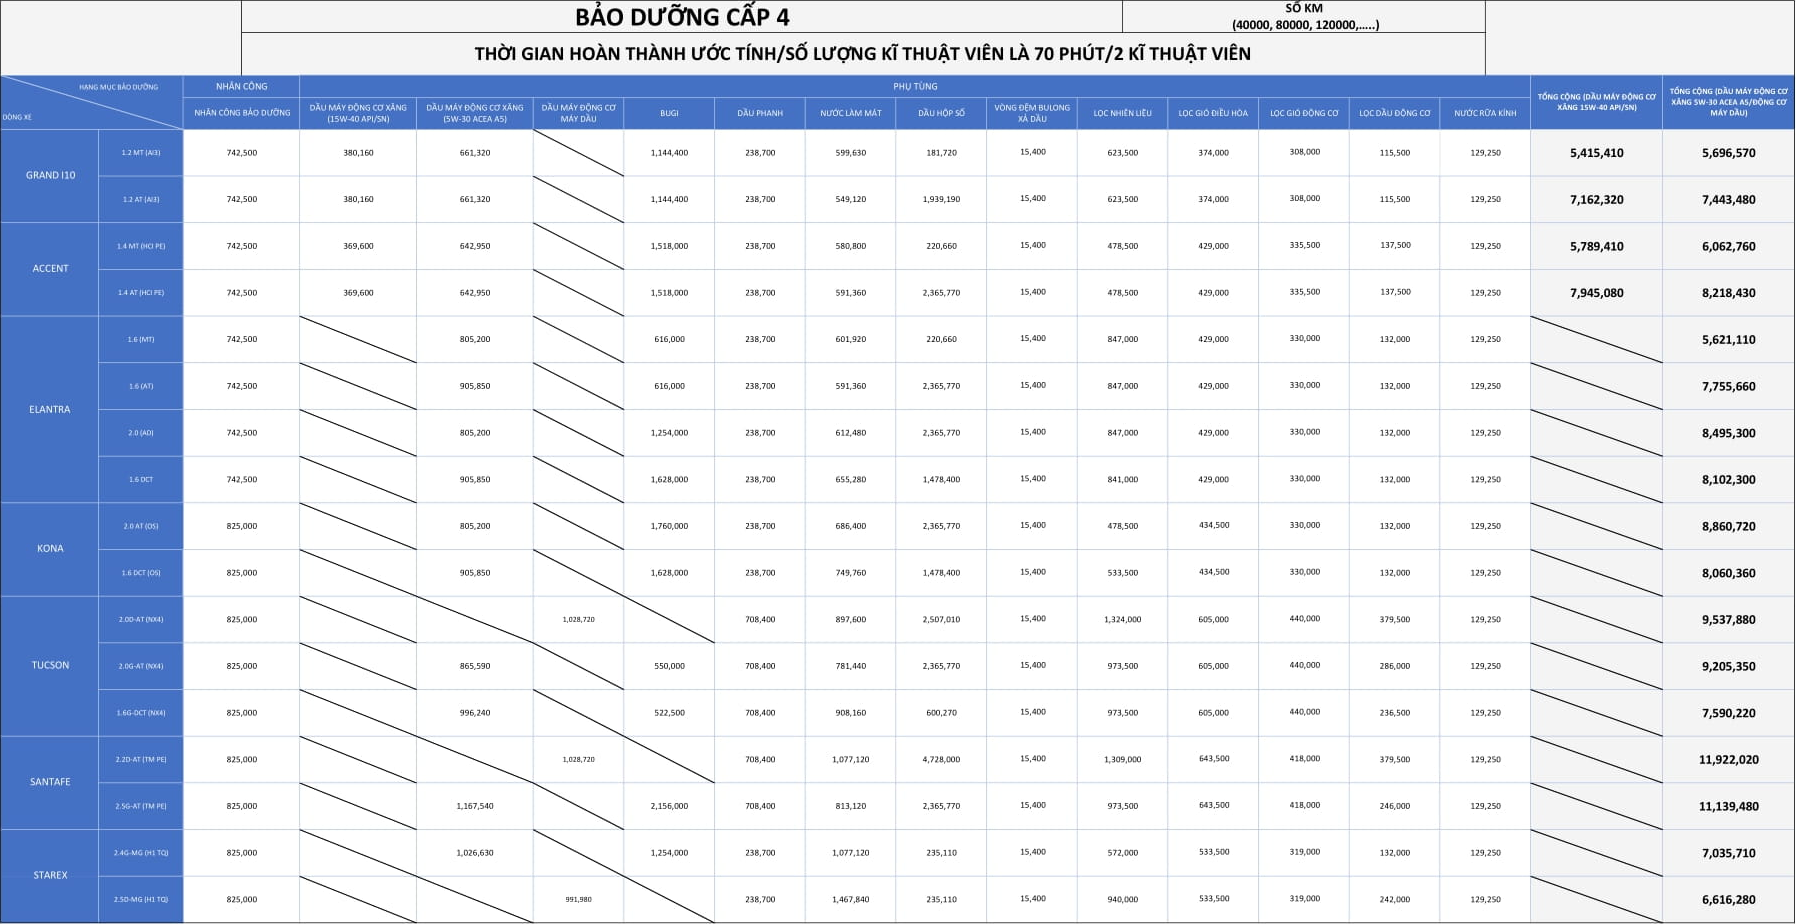 BẢO DƯỠNG CẤP 4
SỐ KM
(40000, 80000, 120000,…..)
THỜI GIAN HOÀN THÀNH ƯỚC TÍNH/SỐ LƯỢNG KĨ THUẬT VIÊN LÀ 70 PHÚT/2 KĨ THUẬT VIÊN
HẠNG MỤC BẢO DƯỠNG
DÒNG XE
NHÂN CÔNG
PHỤ TÙNG
NHÂN CÔNG BẢO DƯỠNG
DẦU MÁY ĐỘNG CƠ XĂNG
(15W-40 API/SN)
DẦU MÁY ĐỘNG CƠ XĂNG
(5W-30 ACEA A5)
DẦU MÁY ĐỘNG CƠ
MÁY DẦU
BUGI
DẦU PHANH
NƯỚC LÀM MÁT
DẦU HỘP SỐ
VÒNG ĐỆM BULONG
XẢ DẦU
LỌC NHIÊN LIỆU
LỌC GIÓ ĐIỀU HÒA
LỌC GIÓ ĐỘNG CƠ
LỌC DẦU ĐỘNG CƠ
NƯỚC RỬA KÍNH
TỔNG CỘNG (DẦU MÁY ĐỘNG CƠ
XĂNG 15W-40 API/SN)
TỔNG CỘNG (DẦU MÁY ĐỘNG CƠ
XĂNG 5W-30 ACEA A5/ĐỘNG CƠ
MÁY DẦU)
GRAND I10
1.2 MT (AI3) 742,500 380,160 661,320 1,144,400 238,700 599,630 181,720 15,400 623,500 374,000 308,000 115,500 129,250 5,415,410 5,696,570
1.2 AT (AI3) 742,500 380,160 661,320 1,144,400 238,700 549,120 1,939,190 15,400 623,500 374,000 308,000 115,500 129,250 7,162,320 7,443,480
ACCENT
1.4 MT (HCI PE) 742,500 369,600 642,950 1,518,000 238,700 580,800 220,660 15,400 478,500 429,000 335,500 137,500 129,250 5,789,410 6,062,760
1.4 AT (HCI PE) 742,500 369,600 642,950 1,518,000 238,700 591,360 2,365,770 15,400 478,500 429,000 335,500 137,500 129,250 7,945,080 8,218,430
ELANTRA
1.6 (MT) 742,500 805,200 616,000 238,700 601,920 220,660 15,400 847,000 429,000 330,000 132,000 129,250 5,621,110
1.6 (AT) 742,500 905,850 616,000 238,700 591,360 2,365,770 15,400 847,000 429,000 330,000 132,000 129,250 7,755,660
2.0 (AD) 742,500 805,200 1,254,000 238,700 612,480 2,365,770 15,400 847,000 429,000 330,000 132,000 129,250 8,495,300
1.6 DCT 742,500 905,850 1,628,000 238,700 655,280 1,478,400 15,400 841,000 429,000 330,000 132,000 129,250 8,102,300
KONA
2.0 AT (OS) 825,000 805,200 1,760,000 238,700 686,400 2,365,770 15,400 478,500 434,500 330,000 132,000 129,250 8,860,720
1.6 DCT (OS) 825,000 905,850 1,628,000 238,700 749,760 1,478,400 15,400 533,500 434,500 330,000 132,000 129,250 8,060,360
TUCSON
2.0D-AT (NX4) 825,000 1,028,720 708,400 897,600 2,507,010 15,400 1,324,000 605,000 440,000 379,500 129,250 9,537,880
2.0G-AT (NX4) 825,000 865,590 550,000 708,400 781,440 2,365,770 15,400 973,500 605,000 440,000 286,000 129,250 9,205,350
1.6G-DCT (NX4) 825,000 996,240 522,500 708,400 908,160 600,270 15,400 973,500 605,000 440,000 236,500 129,250 7,590,220
SANTAFE
2.2D-AT (TM PE) 825,000 1,028,720 708,400 1,077,120 4,728,000 15,400 1,309,000 643,500 418,000 379,500 129,250 11,922,020
2.5G-AT (TM PE) 825,000 1,167,540 2,156,000 708,400 813,120 2,365,770 15,400 973,500 643,500 418,000 246,000 129,250 11,139,480
STAREX
2.4G-MG (H1 TQ) 825,000 1,026,630 1,254,000 238,700 1,077,120 235,110 15,400 572,000 533,500 319,000 132,000 129,250 7,035,710
2.5D-MG (H1 TQ) 825,000 991,980 238,700 1,467,840 235,110 15,400 940,000 533,500 319,000 242,000 129,250 6,616,280